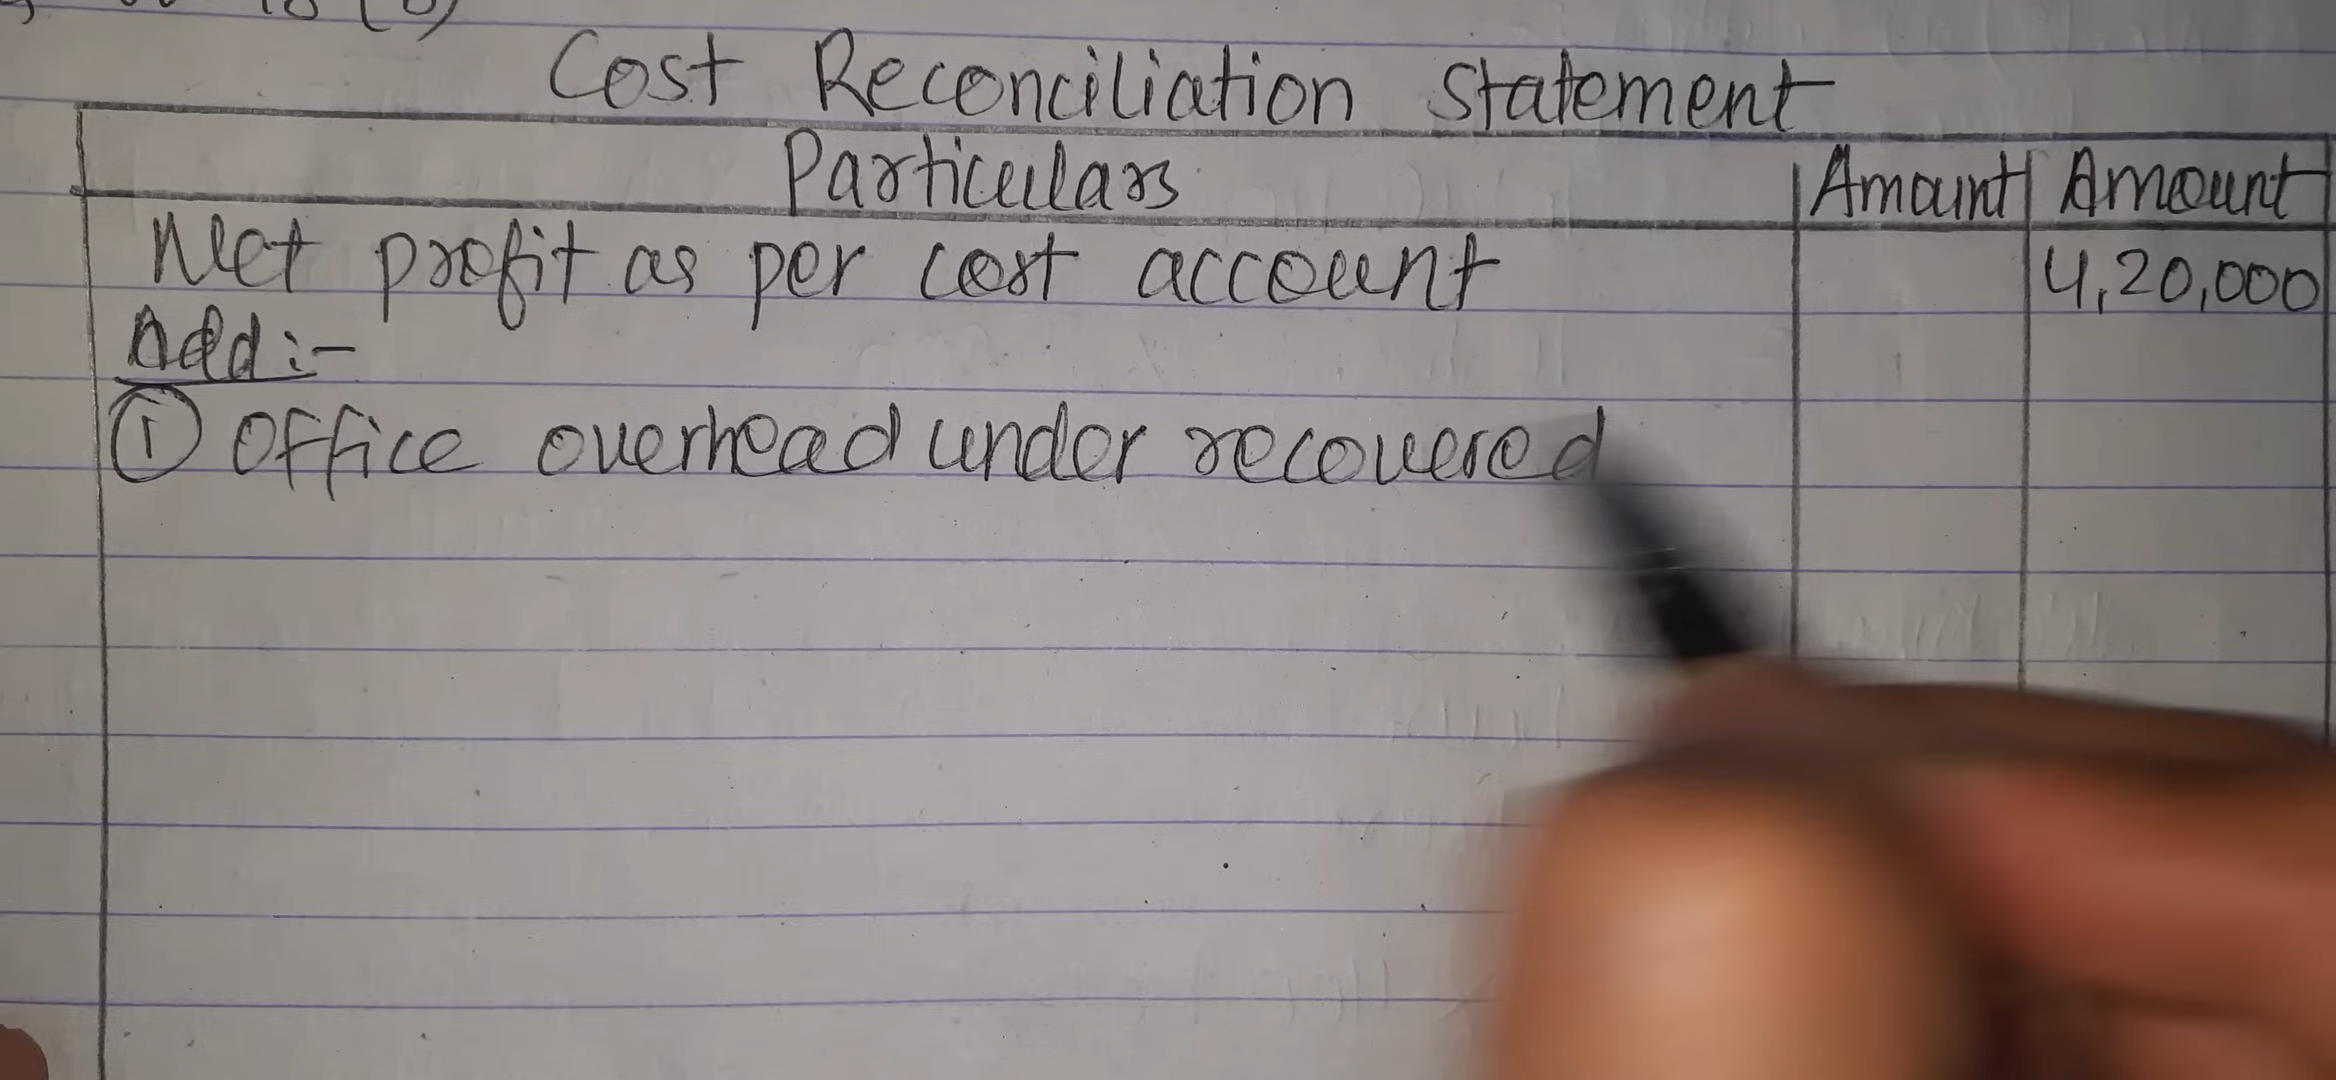 18 (b)
Cost Reconciliation Statement
Particulars Amount Amount
Net profit as per cost account 4,20,000
Add:-
① Office overhead under recovered